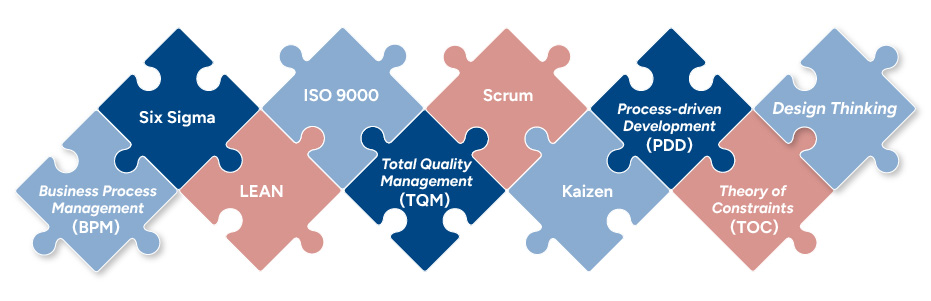 Six Sigma
ISO 9000
Scrum
Process-driven
Development
(PDD)
Design Thinking
Business Process
Management
(BPM)
LEAN
Total Quality
Management
(TQM)
Kaizen
Theory of
Constraints
(TOC)